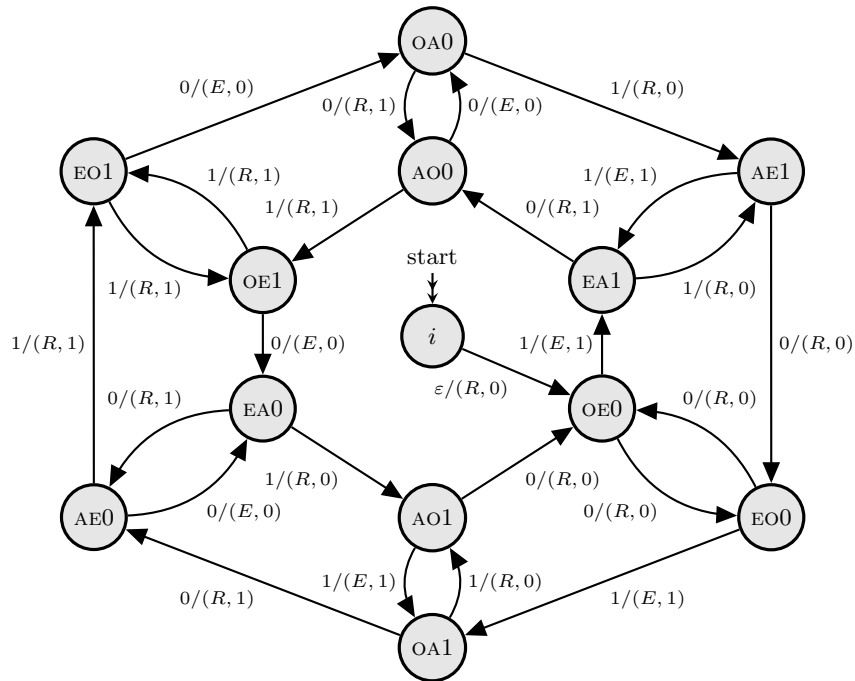 OA0
0/(E, 0)
1/(R, 0)
0/(R, 1)
0/(E, 0)
EO1
AO0
AE1
1/(R, 1)
1/(E, 1)
1/(R, 1)
0/(R, 1)
start
OE1
EA1
1/(R, 1)
1/(R, 0)
i
1/(R, 1)
0/(E, 0)
1/(E, 1)
0/(R, 0)
ε/(R, 0)
0/(R, 1)
0/(R, 0)
EA0
OE0
1/(R, 0)
0/(R, 0)
AE0
0/(E, 0)
AO1
0/(R, 0)
EO0
1/(E, 1)
1/(R, 0)
0/(R, 1)
1/(E, 1)
OA1